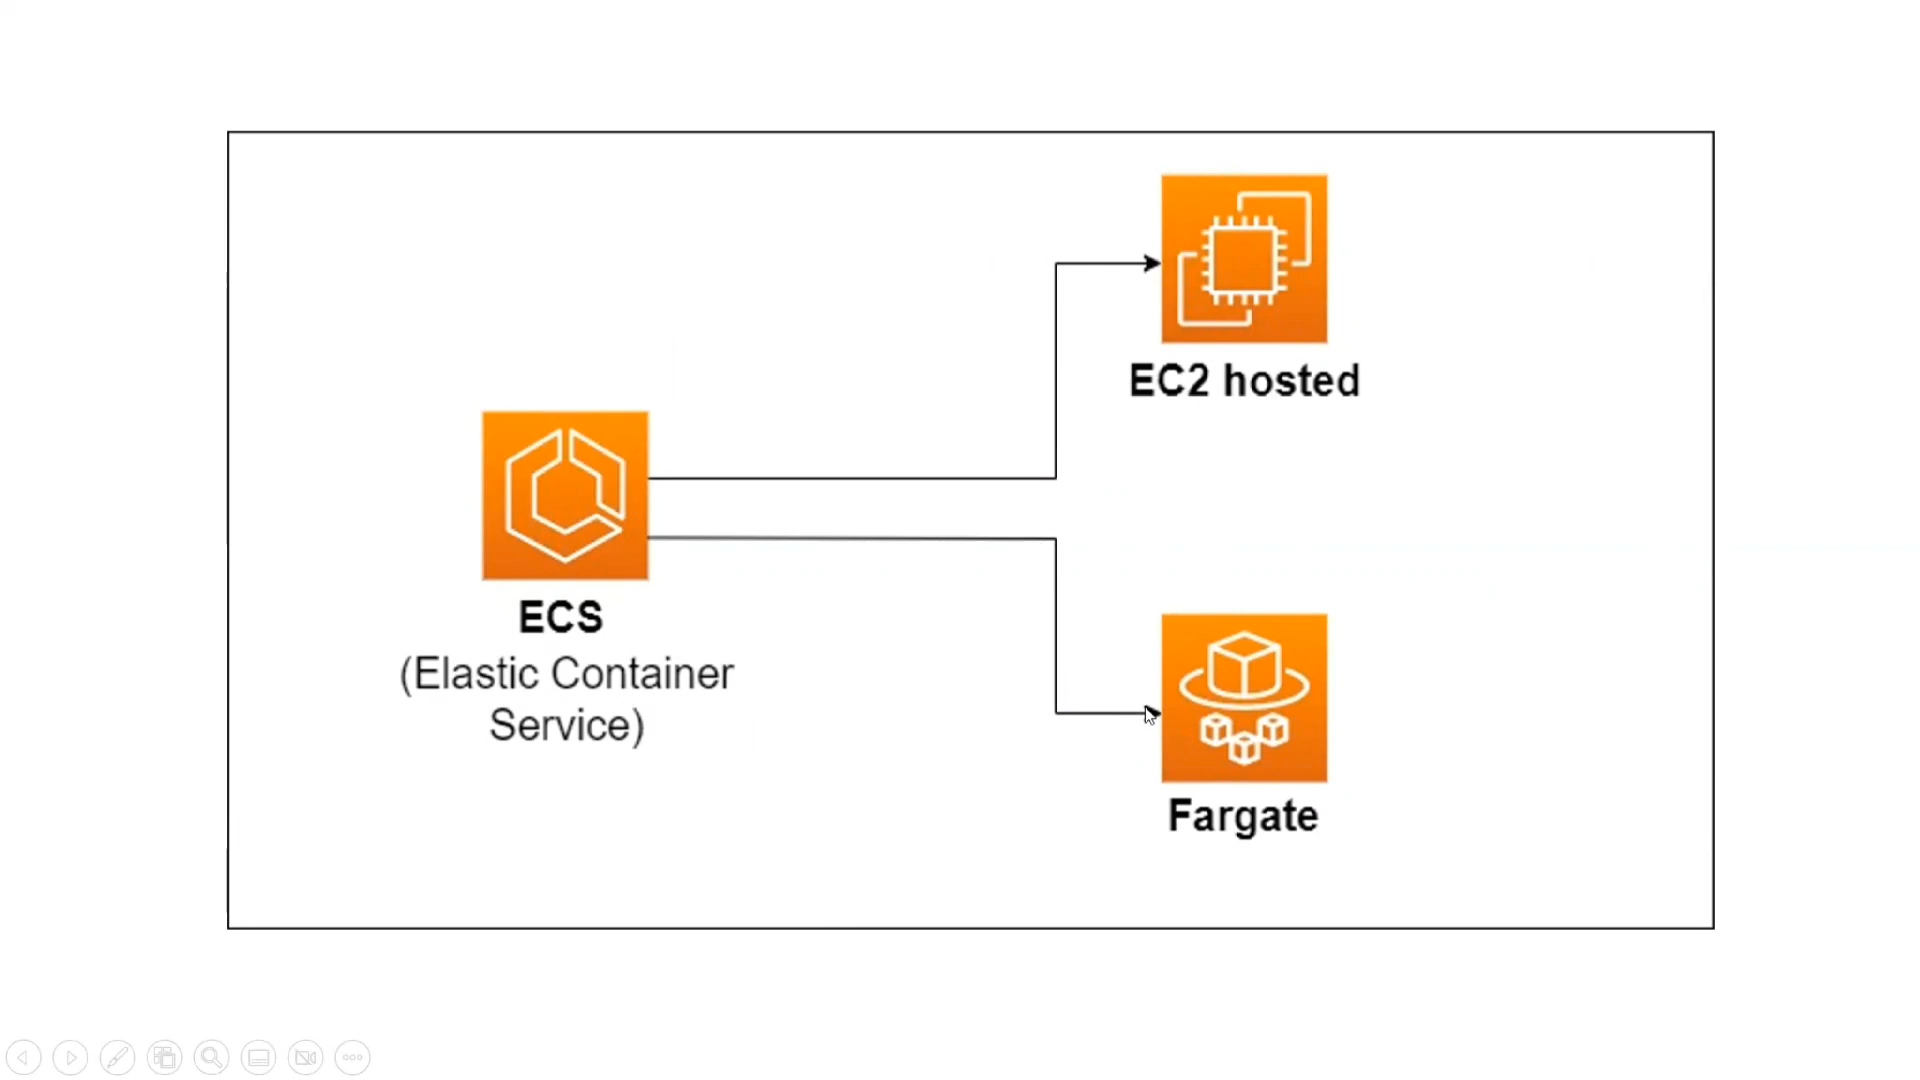 EC2 hosted
ECS
(Elastic Container
Service)
Fargate